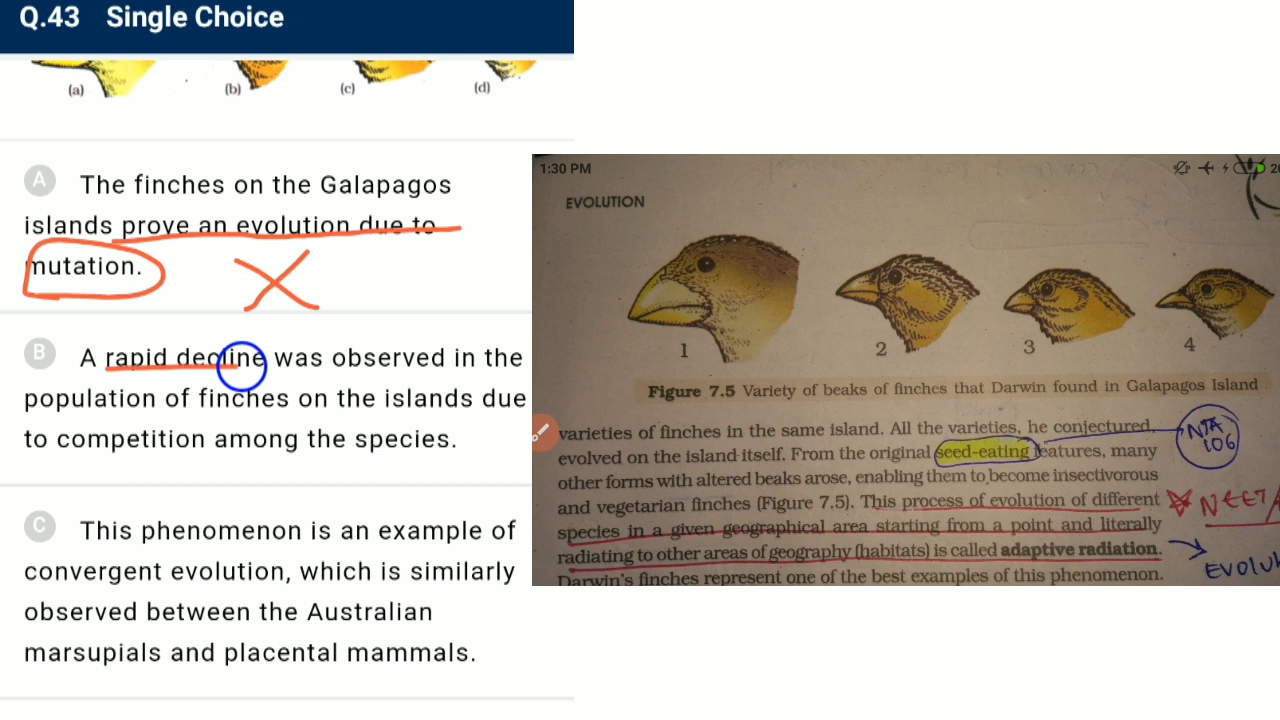 Q.43 Single Choice
(a) (b) (c) (d)
A The finches on the Galapagos
islands prove an evolution due to
mutation.
B A rapid decline was observed in the
population of finches on the islands due
to competition among the species.
C This phenomenon is an example of
convergent evolution, which is similarly
observed between the Australian
marsupials and placental mammals.
1:30 PM
EVOLUTION
1 2 3 4
Figure 7.5 Variety of beaks of finches that Darwin found in Galapagos Island
varieties of finches in the same island. All the varieties, he conjectured,
evolved on the island itself. From the original seed-eating features, many
other forms with altered beaks arose, enabling them to become insectivorous
and vegetarian finches (Figure 7.5). This process of evolution of different
species in a given geographical area starting from a point and literally
radiating to other areas of geography (habitats) is called adaptive radiation.
Darwin's finches represent one of the best examples of this phenomenon.
NTA
106
NEET/